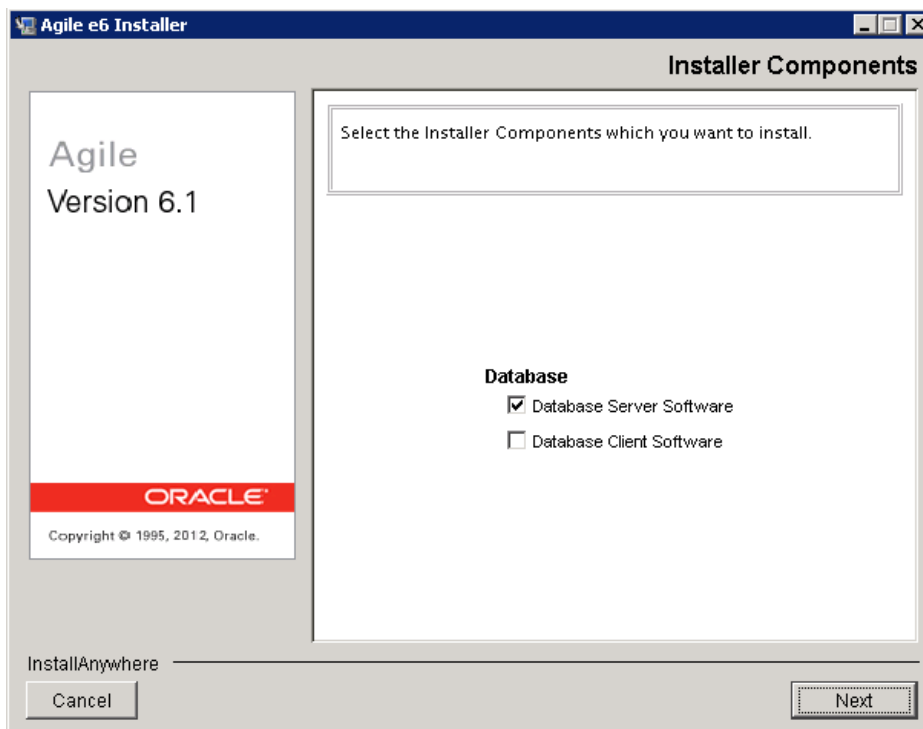 Agile e6 Installer
Installer Components
Agile
Version 6.1
ORACLE
Copyright © 1995, 2012, Oracle.
Select the Installer Components which you want to install.
Database
Database Server Software
Database Client Software
InstallAnywhere
Cancel
Next